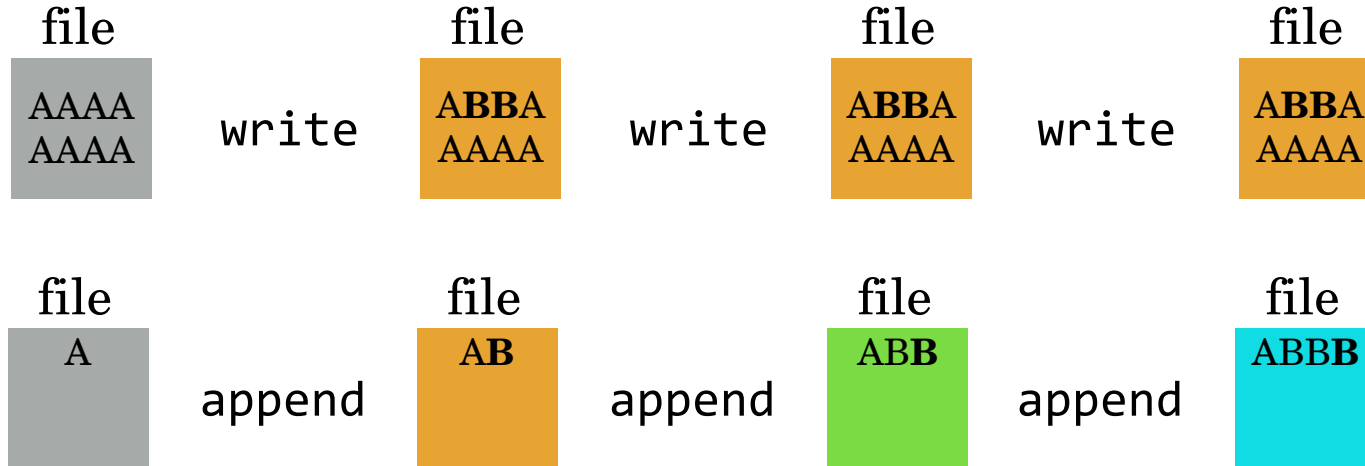 file file file file
AAAA ABBA ABBA ABBA
write write write
AAAA AAAA AAAA AAAA
file file file file
A AB ABB ABBB
append append append